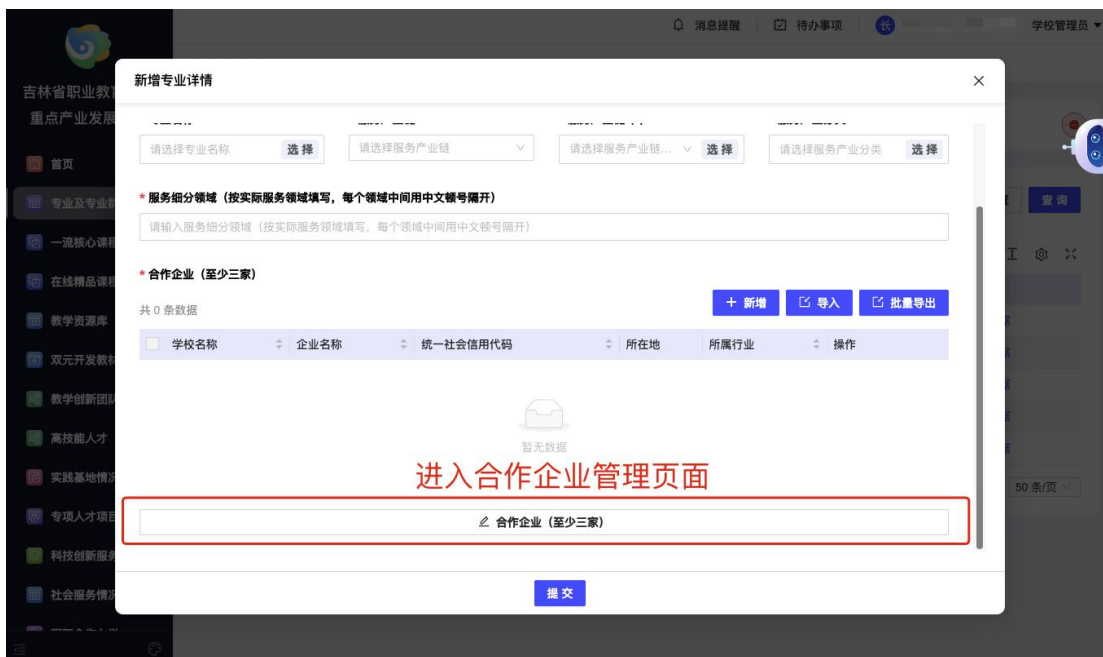 消息提醒
待办事项
长
学校管理员
吉林省职业教
重点产业发展
首页
专业及专业群
一流核心课程
在线精品课程
教学资源库
双元开发教材
教学创新团队
高技能人才
实践基地情况
专项人才项目
科技创新服务
社会服务情况
新增专业详情
请选择专业名称 选择 请选择服务产业链 请选择服务产业链... 选择 请选择服务产业分类 选择
* 服务细分领域（按实际服务领域填写，每个领域中间用中文顿号隔开）
请输入服务细分领域（按实际服务领域填写，每个领域中间用中文顿号隔开）
* 合作企业（至少三家）
共 0 条数据
新增 导入 批量导出
学校名称 企业名称 统一社会信用代码 所在地 所属行业 操作
暂无数据
进入合作企业管理页面
合作企业（至少三家）
提交
查询
50 条/页